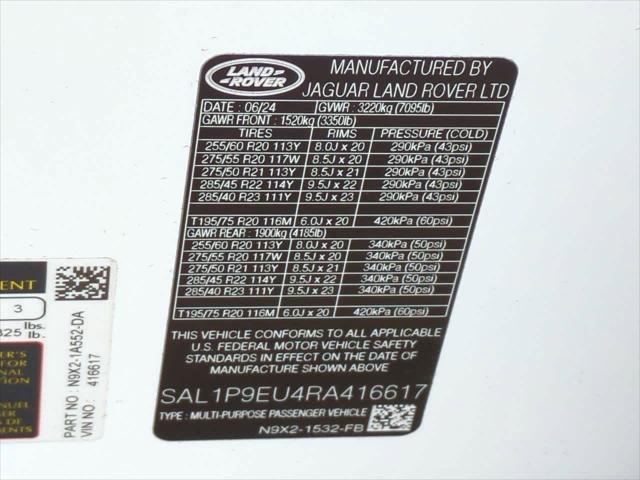 LAND ROVER
MANUFACTURED BY
JAGUAR LAND ROVER LTD
DATE : 06/24 GVWR : 3220kg (7095lb)
GAWR FRONT : 1520kg (3350lb)
TIRES RIMS PRESSURE (COLD)
255/60 R20 113Y 8.0J x 20 290kPa (43psi)
275/55 R20 117W 8.5J x 20 290kPa (43psi)
275/50 R21 113Y 8.5J x 21 290kPa (43psi)
285/45 R22 114Y 9.5J x 22 290kPa (43psi)
285/40 R23 111Y 9.5J x 23 290kPa (43psi)
T195/75 R20 116M 6.0J x 20 420kPa (60psi)
GAWR REAR : 1900kg (4185lb)
255/60 R20 113Y 8.0J x 20 340kPa (50psi)
275/55 R20 117W 8.5J x 20 340kPa (50psi)
275/50 R21 113Y 8.5J x 21 340kPa (50psi)
285/45 R22 114Y 9.5J x 22 340kPa (50psi)
285/40 R23 111Y 9.5J x 23 340kPa (50psi)
T195/75 R20 116M 6.0J x 20 420kPa (60psi)
THIS VEHICLE CONFORMS TO ALL APPLICABLE
U.S. FEDERAL MOTOR VEHICLE SAFETY
STANDARDS IN EFFECT ON THE DATE OF
MANUFACTURE SHOWN ABOVE
SAL1P9EU4RA416617
TYPE : MULTI-PURPOSE PASSENGER VEHICLE
N9X2-1532-FB
ENT
3
825 lbs.
lb.
PART NO : N9X2-1A552-DA
VIN NO : 416617